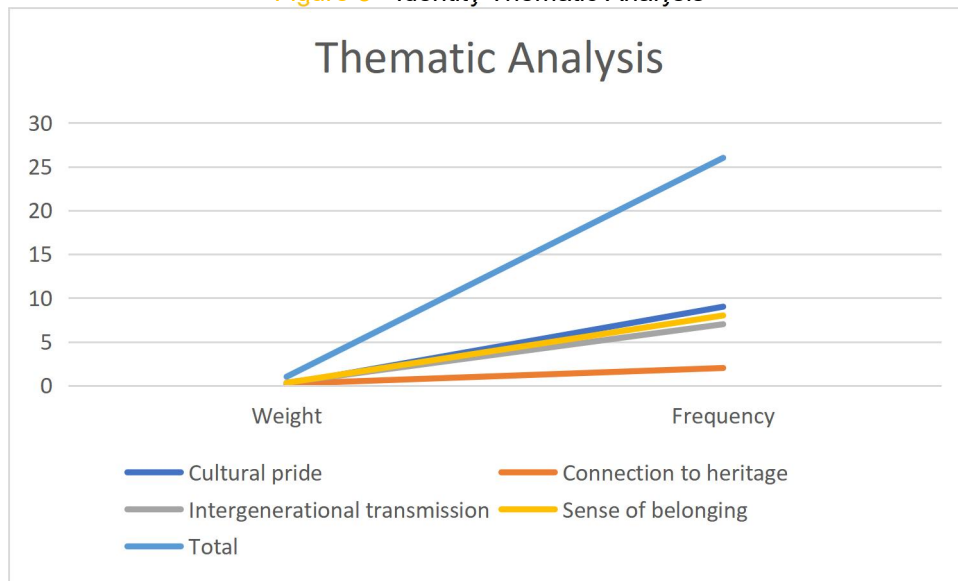 Thematic Analysis
30
25
20
15
10
5
0
Weight Frequency
Cultural pride Connection to heritage
Intergenerational transmission Sense of belonging
Total